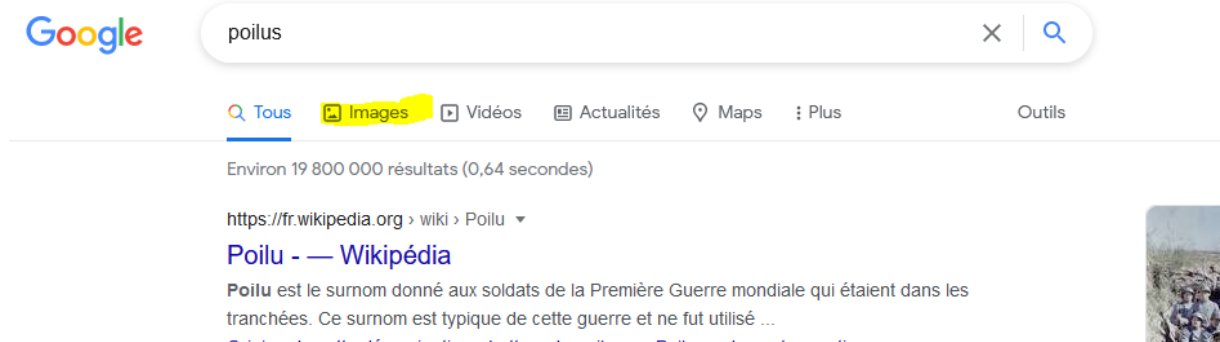 Google
poilus
Tous Images Vidéos Actualités Maps Plus Outils
Environ 19 800 000 résultats (0,64 secondes)
https://fr.wikipedia.org › wiki › Poilu
Poilu - — Wikipédia
Poilu est le surnom donné aux soldats de la Première Guerre mondiale qui étaient dans les
tranchées. Ce surnom est typique de cette guerre et ne fut utilisé ...